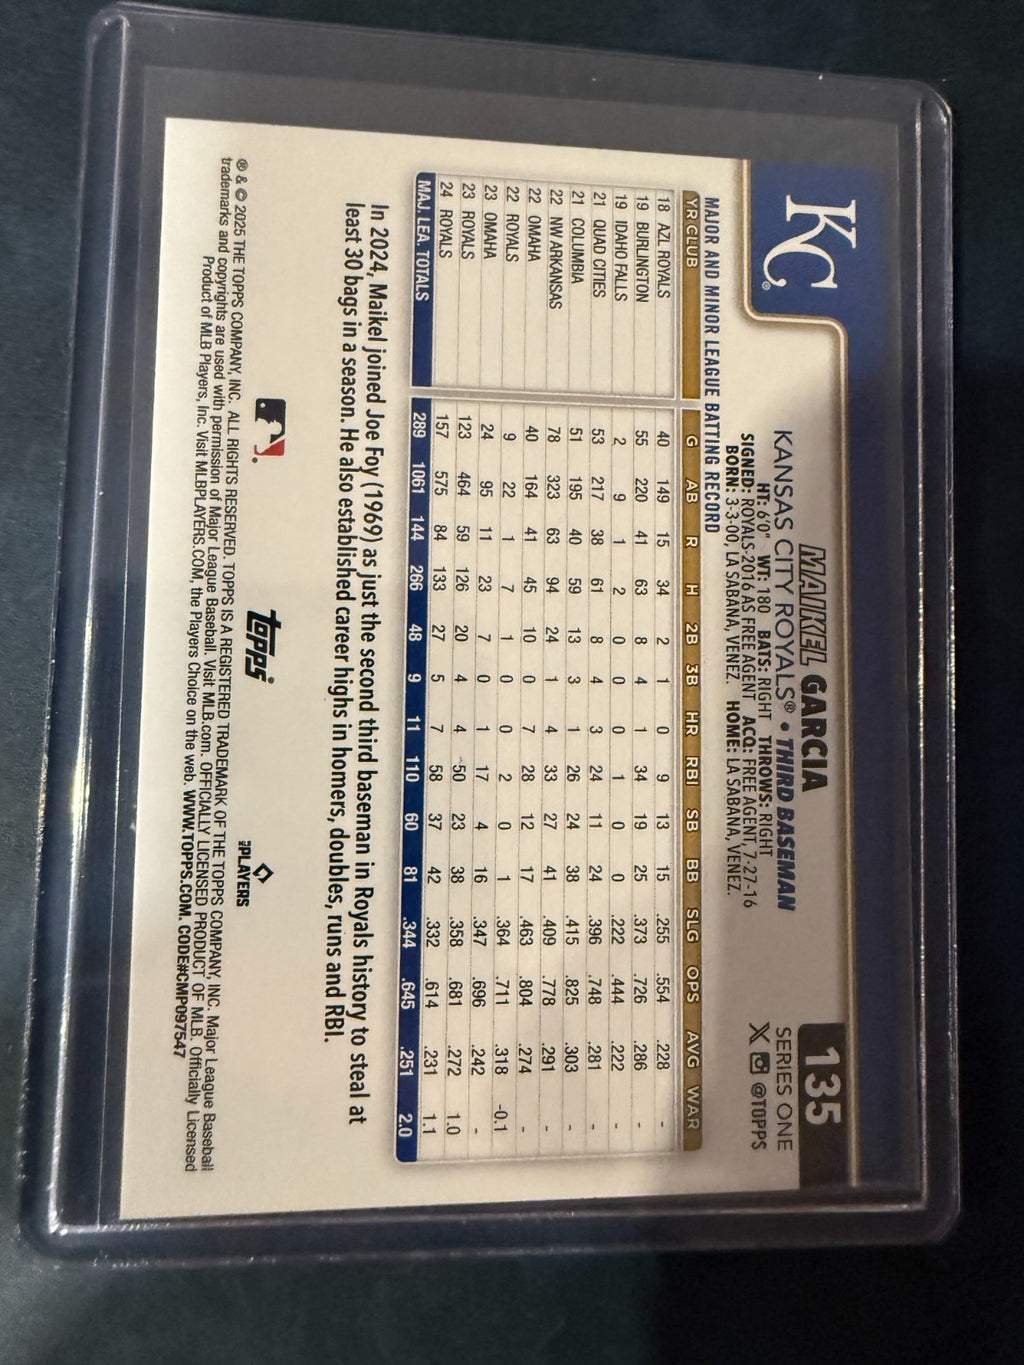 KC®
135
MAIKEL GARCIA
SERIES ONE
KANSAS CITY ROYALS® • THIRD BASEMAN
@TOPPS
HT: 6'0" WT: 180 BATS: RIGHT THROWS: RIGHT
SIGNED: ROYALS-2016 AS FREE AGENT ACQ: FREE AGENT, 7-27-16
BORN: 3-3-00, LA SABANA, VENEZ. HOME: LA SABANA, VENEZ.
MAJOR AND MINOR LEAGUE BATTING RECORD
YR CLUB G AB R H 2B 3B HR RBI SB BB SLG OPS AVG WAR
18 AZL ROYALS 40 149 15 34 2 1 0 9 13 15 .255 .554 .228 -
19 BURLINGTON 55 220 41 63 8 4 1 34 19 25 .373 .726 .286 -
19 IDAHO FALLS 2 9 1 2 0 0 0 1 0 0 .222 .444 .222 -
21 QUAD CITIES 53 217 38 61 8 4 3 24 11 24 .396 .748 .281 -
21 COLUMBIA 51 195 40 59 13 3 1 26 24 38 .415 .825 .303 -
22 NW ARKANSAS 78 323 63 94 24 1 4 33 27 41 .409 .778 .291 -
22 OMAHA 40 164 41 45 10 0 7 28 12 17 .463 .804 .274 -
22 ROYALS 9 22 1 7 1 0 0 2 0 1 .364 .711 .318 -0.1
23 OMAHA 24 95 11 23 7 0 1 17 4 16 .347 .696 .242 -
23 ROYALS 123 464 59 126 20 4 4 50 23 38 .358 .681 .272 1.0
24 ROYALS 157 575 84 133 27 5 7 58 37 42 .332 .614 .231 1.1
MAJ. LEA. TOTALS 289 1061 144 266 48 9 11 110 60 81 .344 .645 .251 2.0
In 2024, Maikel joined Joe Foy (1969) as just the second third baseman in Royals history to steal at
least 30 bags in a season. He also established career highs in homers, doubles, runs and RBI.
topps®
PLAYERS
® & © 2025 THE TOPPS COMPANY, INC. ALL RIGHTS RESERVED. TOPPS IS A REGISTERED TRADEMARK OF THE TOPPS COMPANY, INC. Major League Baseball
trademarks and copyrights are used with permission of Major League Baseball. Visit MLB.com. OFFICIALLY LICENSED PRODUCT OF MLB. Officially Licensed
Product of MLB Players, Inc. Visit MLBPLAYERS.COM, the Players Choice on the web. WWW.TOPPS.COM. CODE#CMP097547